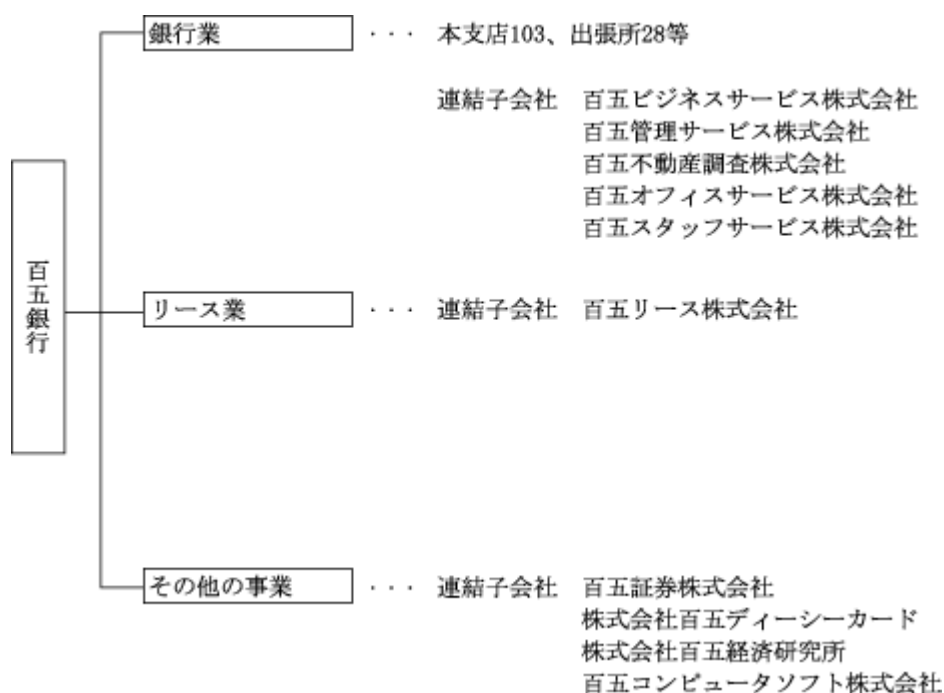 百五銀行
銀行業 ・・・ 本支店103、出張所28等
連結子会社 百五ビジネスサービス株式会社
百五管理サービス株式会社
百五不動産調査株式会社
百五オフィスサービス株式会社
百五スタッフサービス株式会社
リース業 ・・・ 連結子会社 百五リース株式会社
その他の事業 ・・・ 連結子会社 百五証券株式会社
株式会社百五ディーシーカード
株式会社百五経済研究所
百五コンピュータソフト株式会社